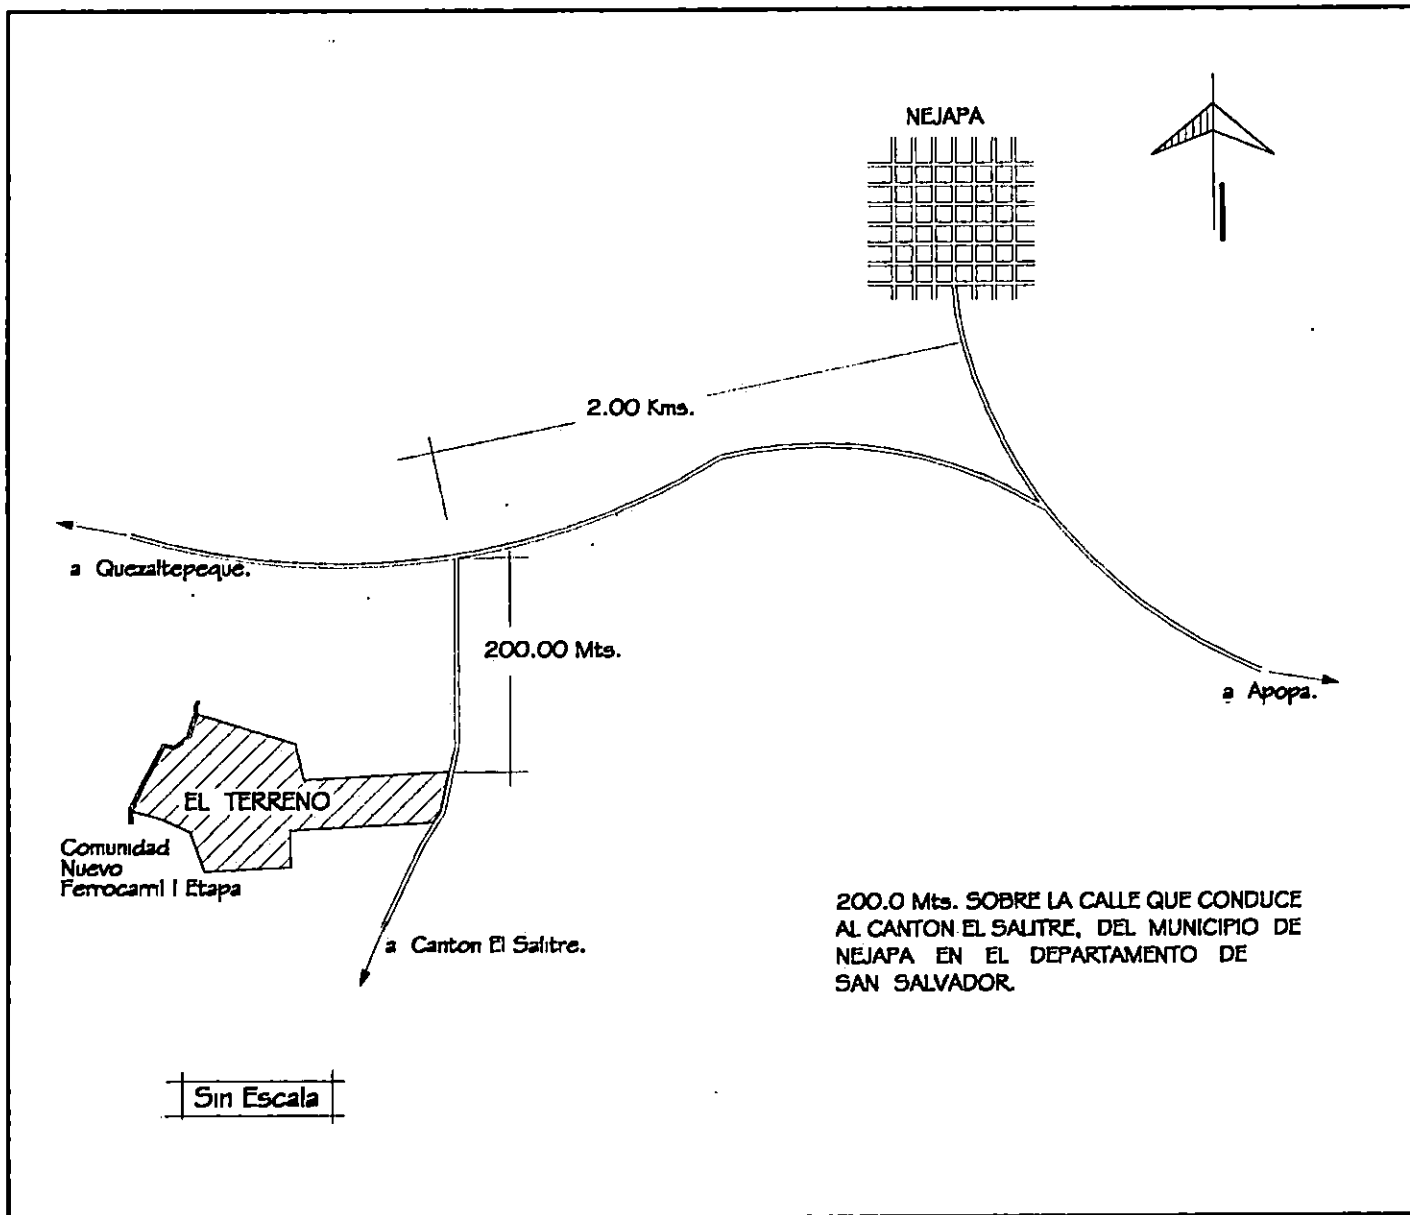 NEJAPA
2.00 Kms.
a Quezaltepeque.
200.00 Mts.
a Apopa.
EL TERRENO
Comunidad
Nuevo
Ferrocarril I Etapa
a Canton El Salitre.
200.0 Mts. SOBRE LA CALLE QUE CONDUCE
AL CANTON EL SALITRE, DEL MUNICIPIO DE
NEJAPA EN EL DEPARTAMENTO DE
SAN SALVADOR.
Sin Escala